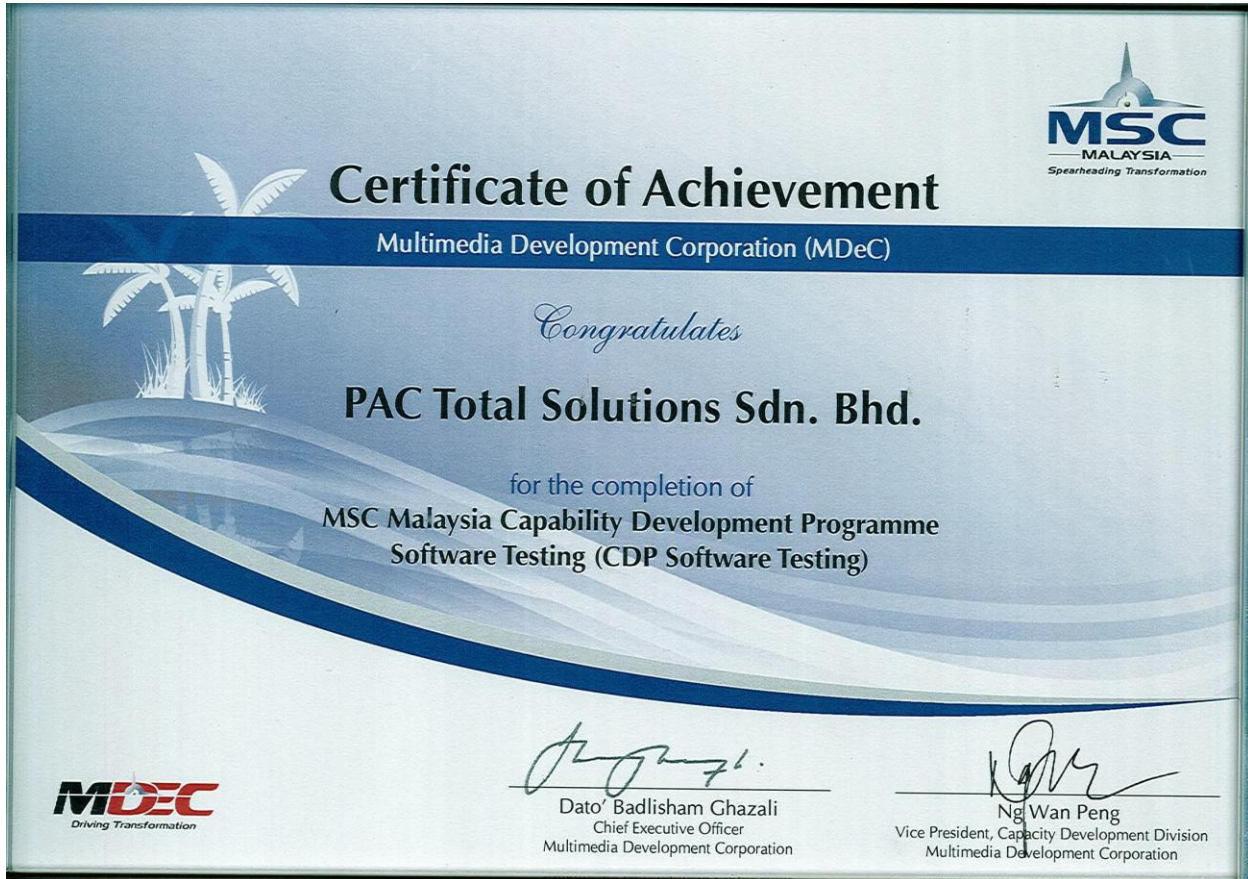 MSC
MALAYSIA
Spearheading Transformation
Certificate of Achievement
Multimedia Development Corporation (MDeC)
Congratulates
PAC Total Solutions Sdn. Bhd.
for the completion of
MSC Malaysia Capability Development Programme
Software Testing (CDP Software Testing)
MDEC
Driving Transformation
Dato' Badlisham Ghazali
Chief Executive Officer
Multimedia Development Corporation
Ng Wan Peng
Vice President, Capacity Development Division
Multimedia Development Corporation